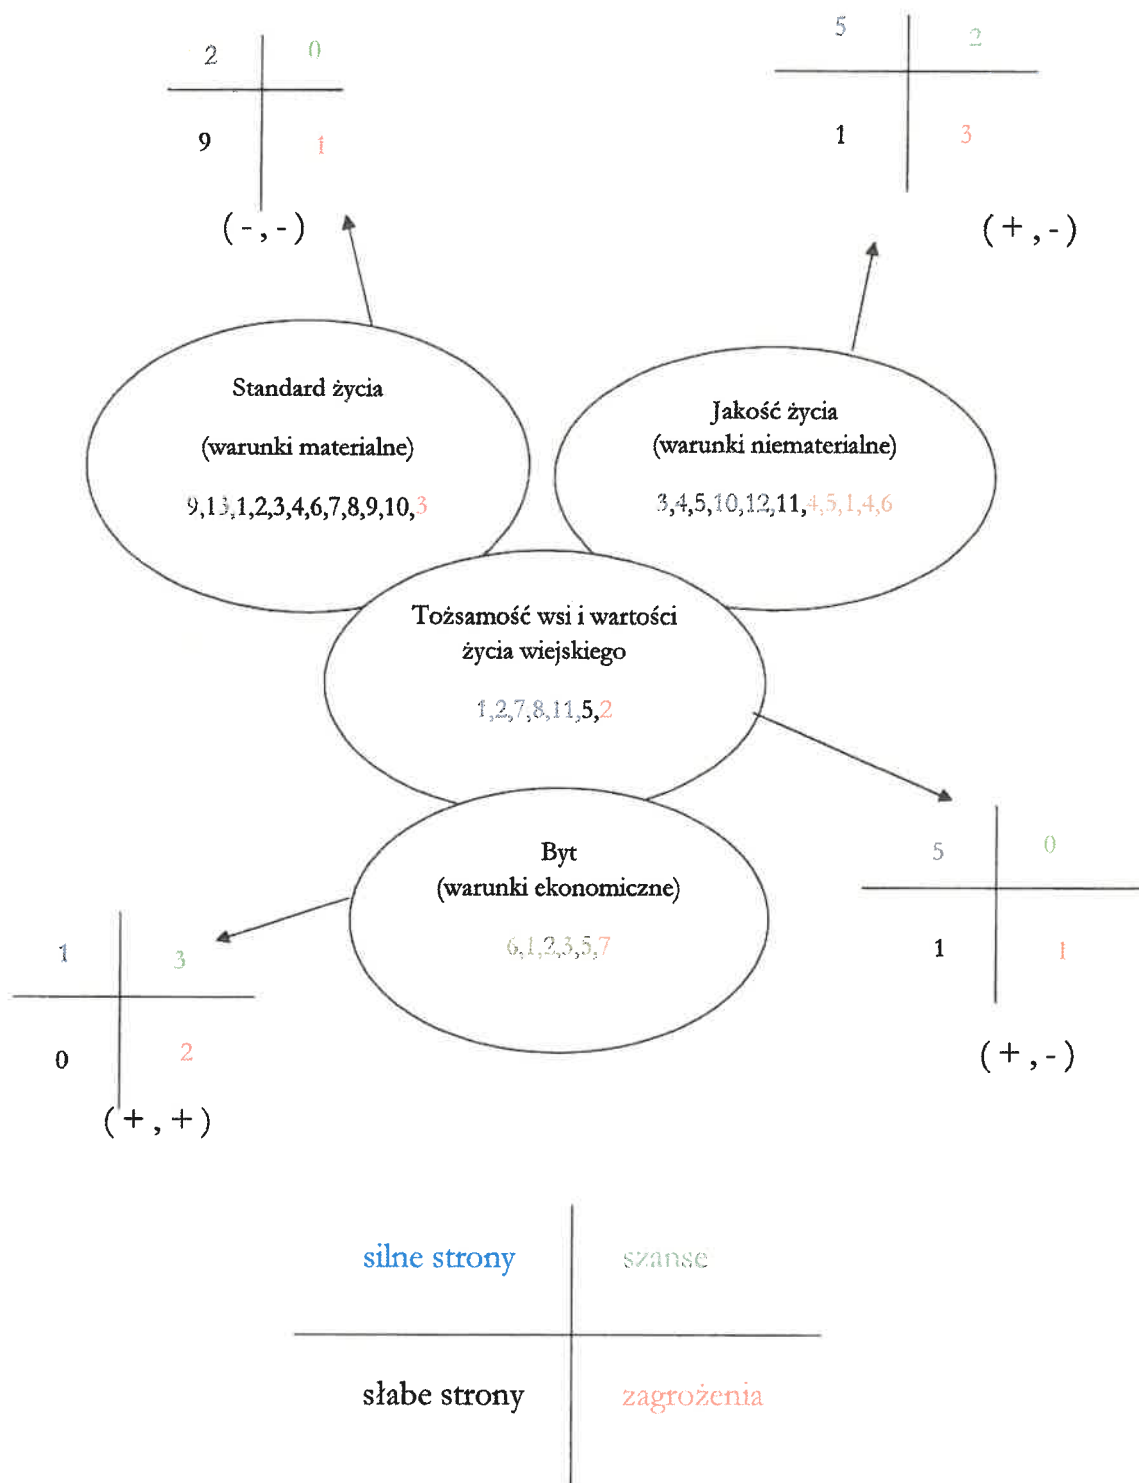 2 0
9 1
(-,-)
5 2
1 3
(+,-)
Standard życia
(warunki materialne)
9,13,1,2,3,4,6,7,8,9,10,3
Jakość życia
(warunki niematerialne)
3,4,5,10,12,11,4,5,1,4,6
Tożsamość wsi i wartości
życia wiejskiego
1,2,7,8,11,5,2
5 0
1 1
(+,-)
Byt
(warunki ekonomiczne)
6,1,2,3,5,7
1 3
0 2
(+,+)
silne strony szanse
słabe strony zagrożenia